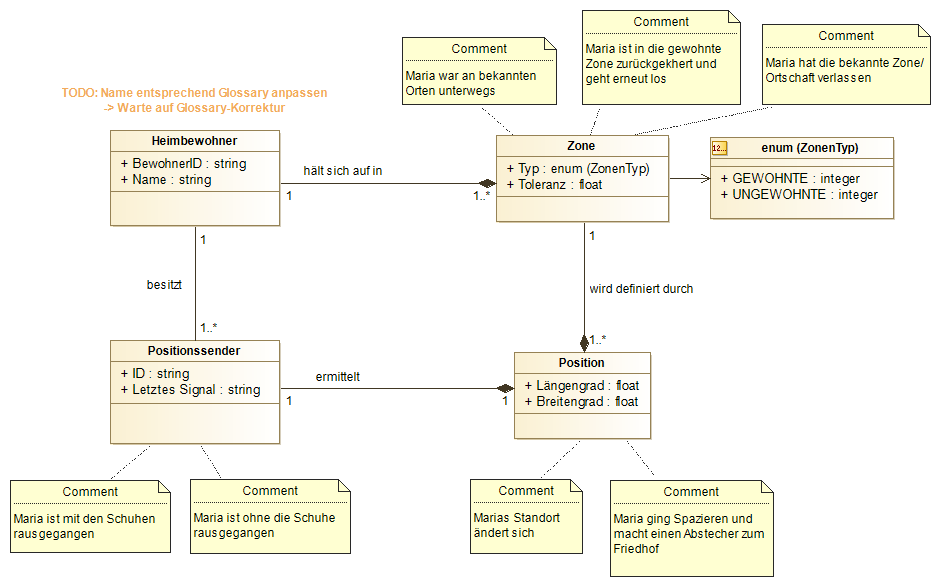 Comment
Maria war an bekannten
Orten unterwegs
Comment
Maria ist in die gewohnte
Zone zurückgekhert und
geht erneut los
Comment
Maria hat die bekannte Zone/
Ortschaft verlassen
TODO: Name entsprechend Glossary anpassen
-> Warte auf Glossary-Korrektur
Heimbewohner
+ BewohnerID : string
+ Name : string
hält sich auf in
1
1..*
Zone
+ Typ : enum (ZonenTyp)
+ Toleranz : float
12...
enum (ZonenTyp)
+ GEWOHNTE : integer
+ UNGEWOHNTE : integer
1
besitzt
1..*
1
wird definiert durch
1..*
Positionssender
+ ID : string
+ Letztes Signal : string
ermittelt
1
1
Position
+ Längengrad : float
+ Breitengrad : float
Comment
Maria ist mit den Schuhen
rausgegangen
Comment
Maria ist ohne die Schuhe
rausgegangen
Comment
Marias Standort
ändert sich
Comment
Maria ging Spazieren und
macht einen Abstecher zum
Friedhof